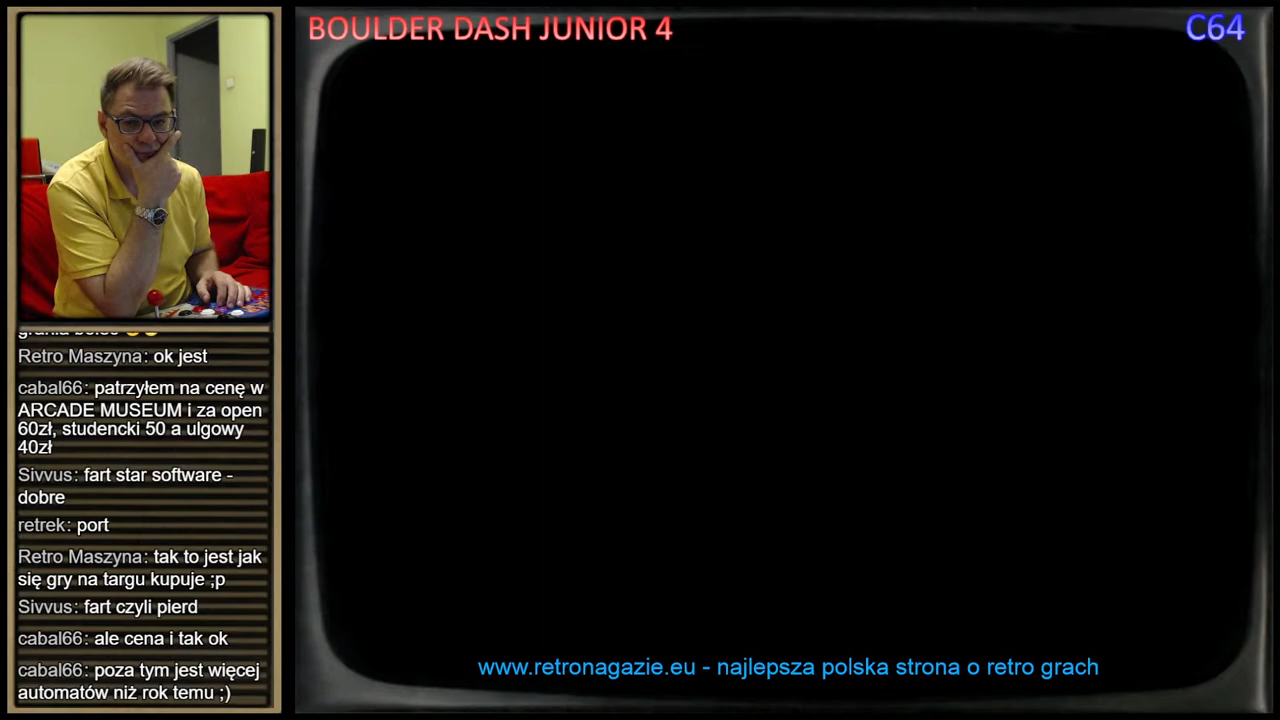 BOULDER DASH JUNIOR 4
C64
Retro Maszyna: ok jest
cabal66: patrzyłem na cenę w
ARCADE MUSEUM i za open
60zł, studencki 50 a ulgowy
40zł
Sivvus: fart star software -
dobre
retrek: port
Retro Maszyna: tak to jest jak
się gry na targu kupuje ;p
Sivvus: fart czyli pierd
cabal66: ale cena i tak ok
cabal66: poza tym jest więcej
automatów niż rok temu ;)
www.retronagazie.eu - najlepsza polska strona o retro grach